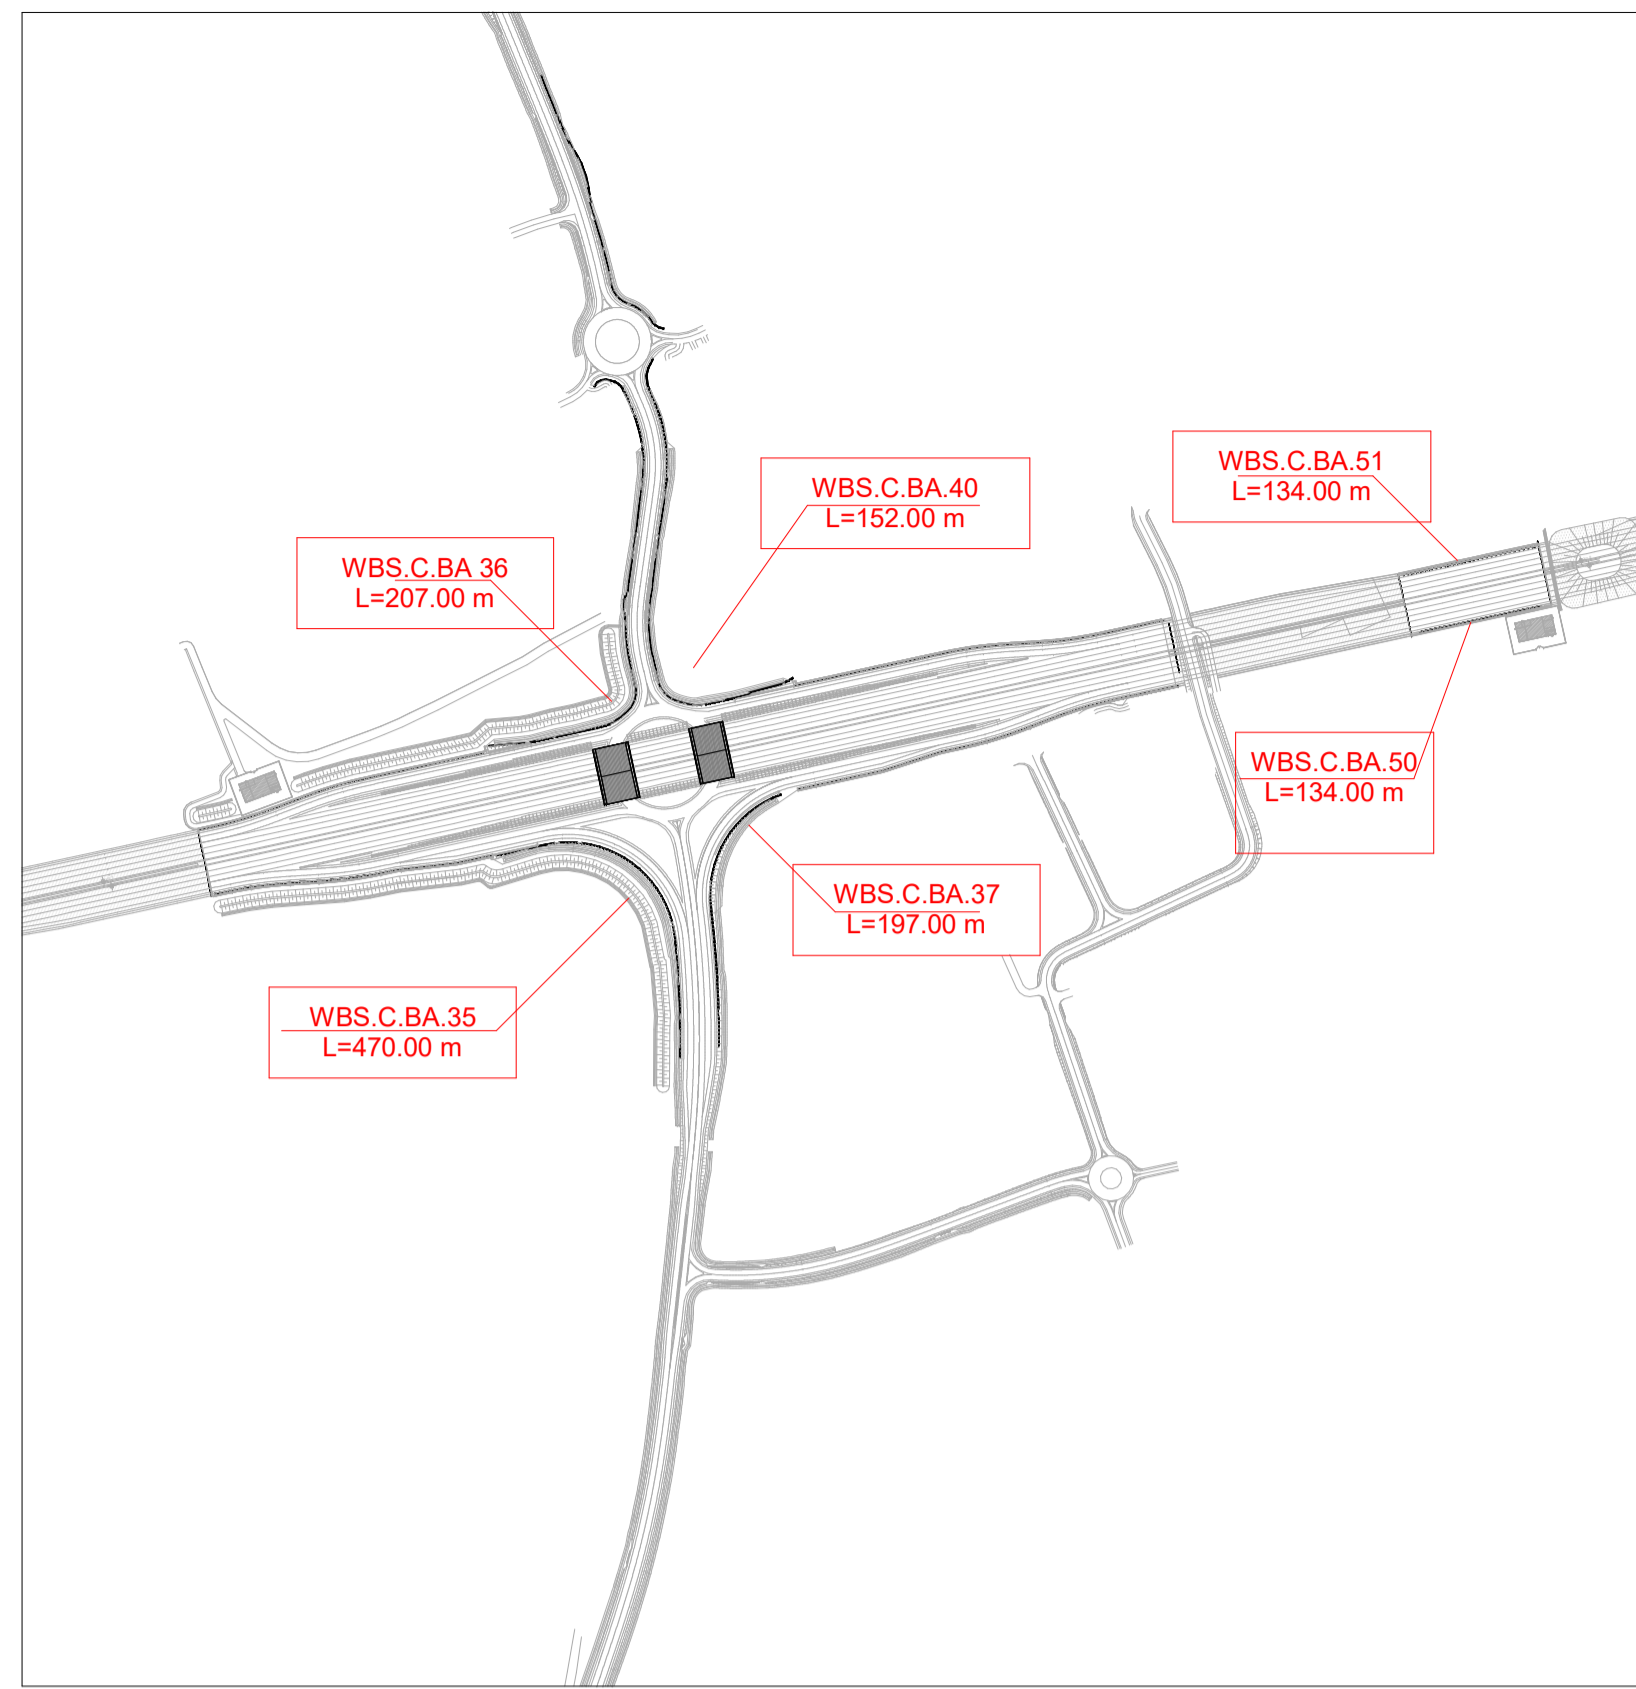 WBS.C.BA.51
L=134.00 m
WBS.C.BA.40
L=152.00 m
WBS.C.BA 36
L=207.00 m
WBS.C.BA.50
L=134.00 m
WBS.C.BA.37
L=197.00 m
WBS.C.BA.35
L=470.00 m